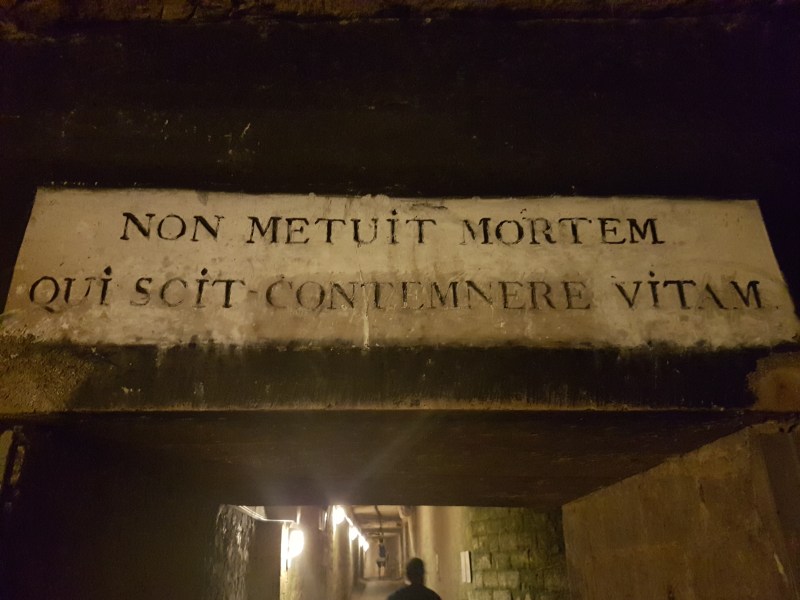 NON METUiT MORTEM
QUi SCiT-CONTEMNERE ViTAM